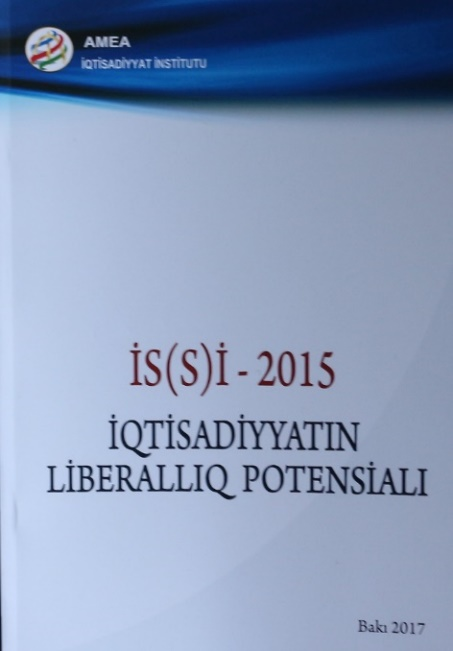 AMEA
İQTİSADİYYAT İNSTİTUTU
İS(S)İ - 2015
İQTİSADİYYATIN
LİBERALLIQ POTENSİALI
Bakı 2017